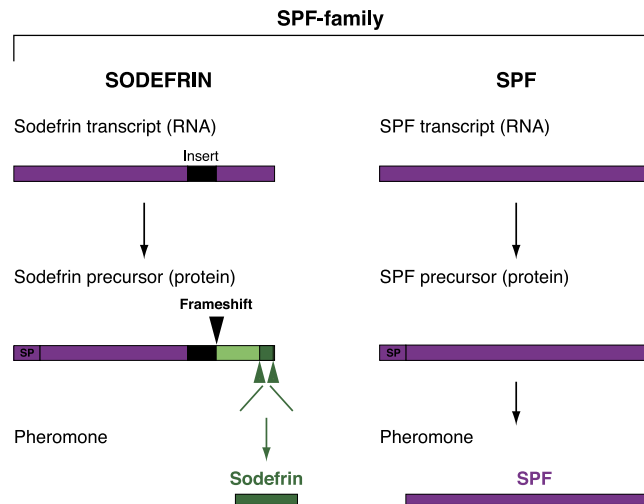 SPF-family
SODEFRIN
SPF
Sodefrin transcript (RNA)
SPF transcript (RNA)
Insert
Sodefrin precursor (protein)
SPF precursor (protein)
Frameshift
SP
SP
Pheromone
Pheromone
Sodefrin
SPF